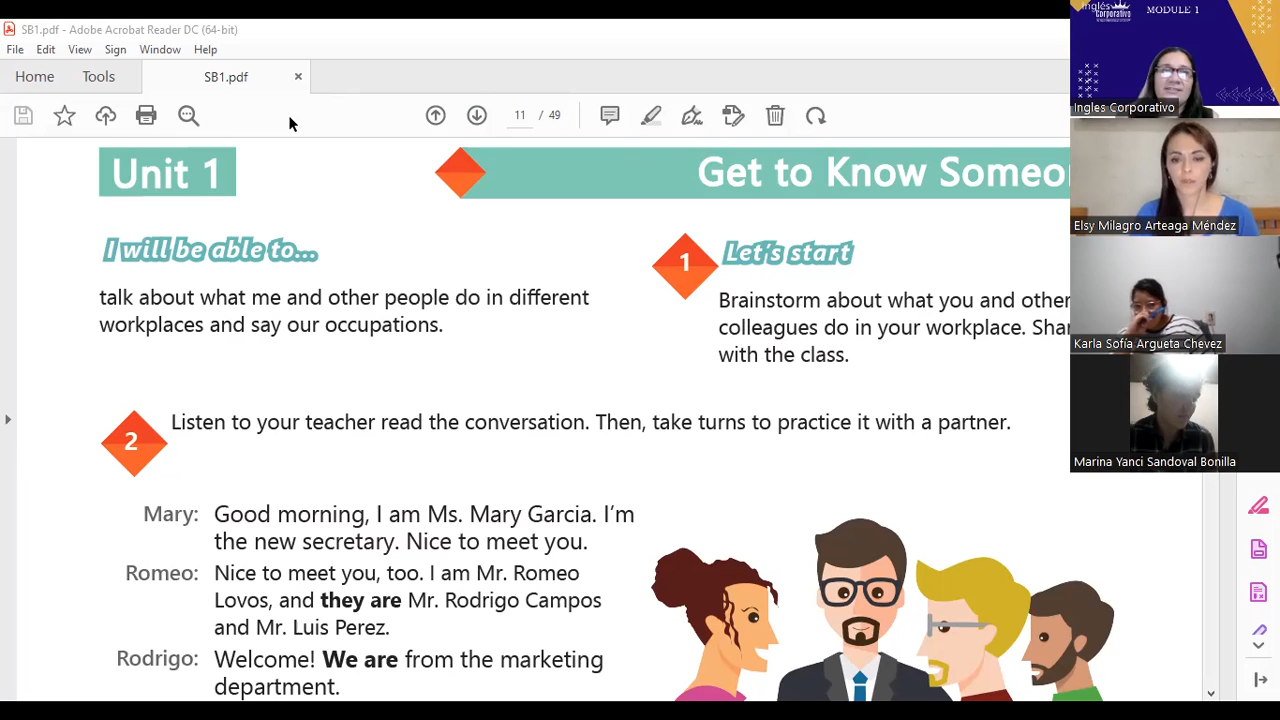 SB1.pdf - Adobe Acrobat Reader DC (64-bit)
File Edit View Sign Window Help
Home Tools SB1.pdf ×
11 / 49
Unit 1
Get to Know Someo
I will be able to...
talk about what me and other people do in different
workplaces and say our occupations.
1
Let's start
Brainstorm about what you and other
colleagues do in your workplace. Shar
with the class.
2
Listen to your teacher read the conversation. Then, take turns to practice it with a partner.
Mary: Good morning, I am Ms. Mary Garcia. I'm
the new secretary. Nice to meet you.
Romeo: Nice to meet you, too. I am Mr. Romeo
Lovos, and they are Mr. Rodrigo Campos
and Mr. Luis Perez.
Rodrigo: Welcome! We are from the marketing
department.
Inglés
Corporativo
MODULE 1
Ingles Corporativo
Elsy Milagro Arteaga Méndez
Karla Sofía Argueta Chevez
Marina Yanci Sandoval Bonilla